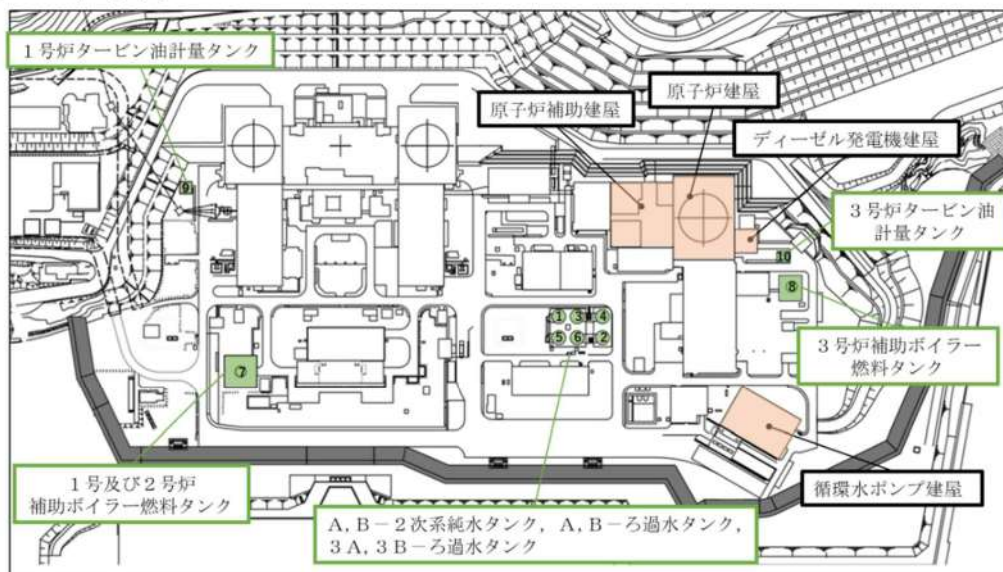 1号炉タービン油計量タンク
原子炉補助建屋
原子炉建屋
ディーゼル発電機建屋
3号炉タービン油
計量タンク
⑨
10
⑧
①③④
⑤⑥②
⑦
3号炉補助ボイラー
燃料タンク
1号及び2号炉
補助ボイラー燃料タンク
A，B－2次系純水タンク，A，B－ろ過水タンク，
3A，3B－ろ過水タンク
循環水ポンプ建屋